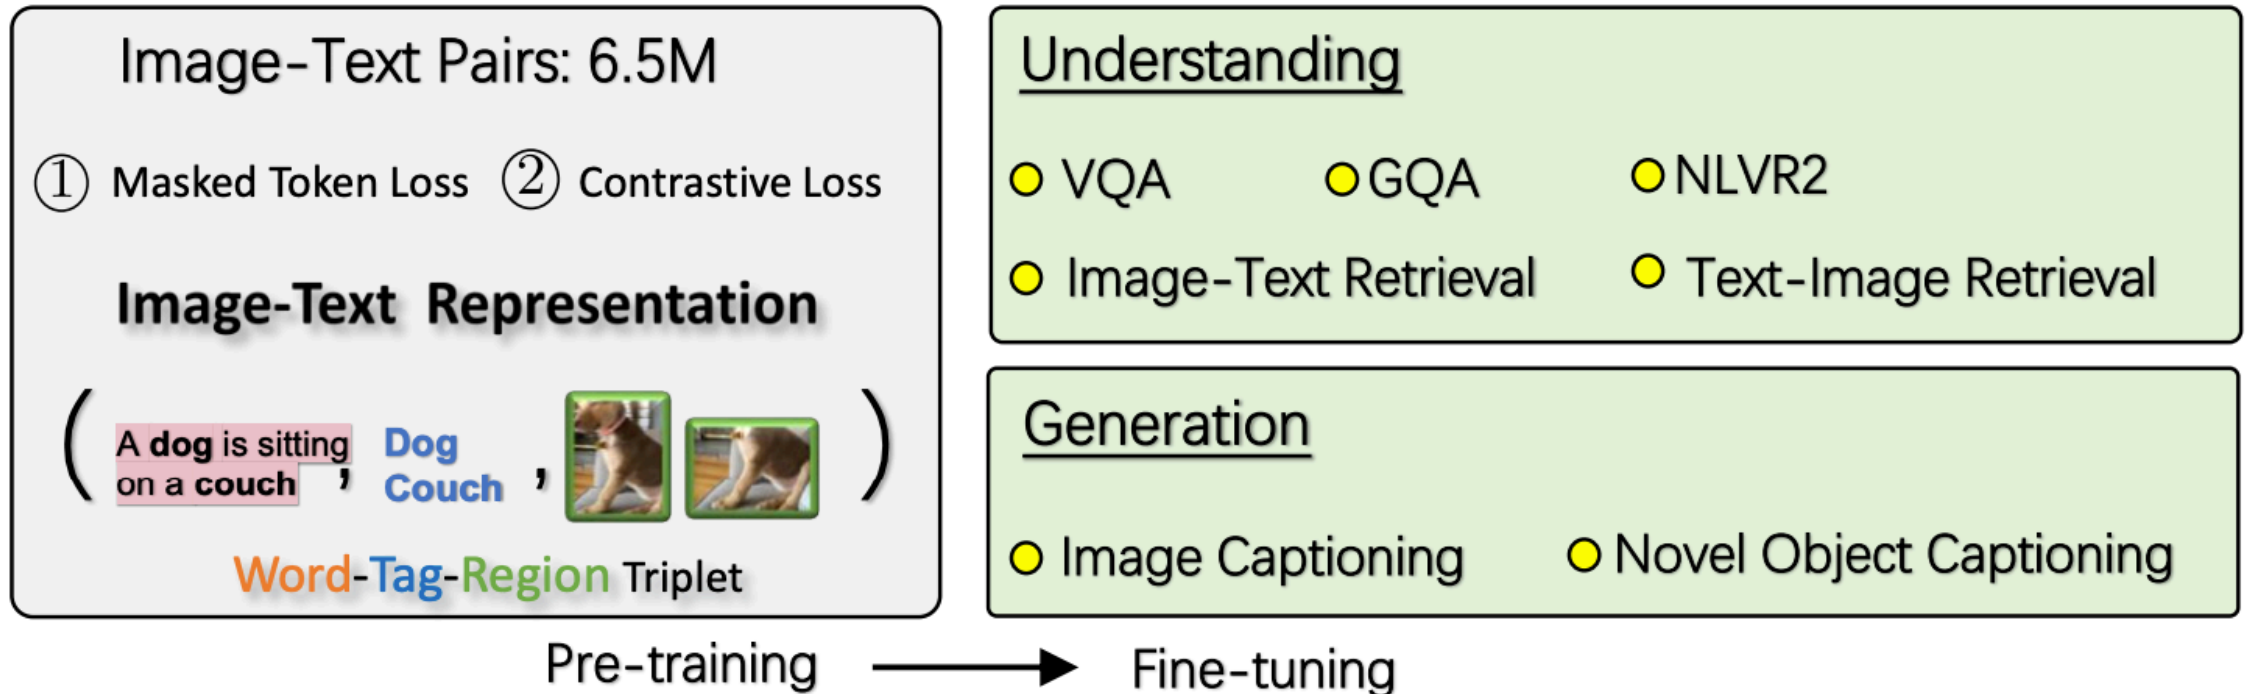 Image-Text Pairs: 6.5M
① Masked Token Loss ② Contrastive Loss
Image-Text Representation
( A dog is sitting
on a couch , Dog
Couch , )
Word-Tag-Region Triplet
Understanding
VQA GQA NLVR2
Image-Text Retrieval Text-Image Retrieval
Generation
Image Captioning Novel Object Captioning
Pre-training Fine-tuning